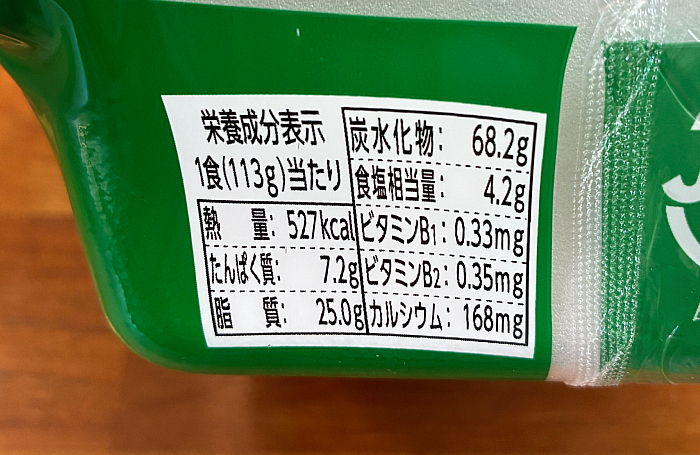 栄養成分表示
1食(113g)当たり
熱 量: 527kcal
たんぱく質: 7.2g
脂 質: 25.0g
炭水化物: 68.2g
食塩相当量: 4.2g
ビタミンB1: 0.33mg
ビタミンB2: 0.35mg
カルシウム: 168mg